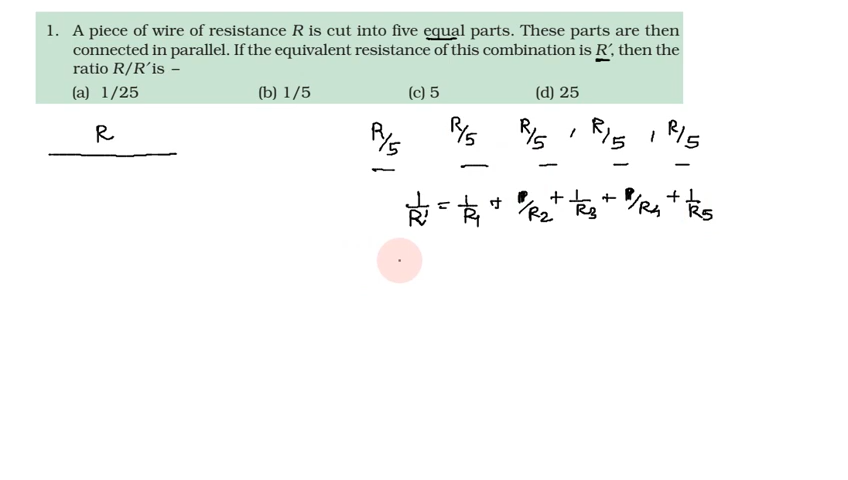 1. A piece of wire of resistance R is cut into five equal parts. These parts are then
connected in parallel. If the equivalent resistance of this combination is R′, then the
ratio R/R′ is –
(a) 1/25 (b) 1/5 (c) 5 (d) 25
R R/5 R/5 R/5 , R/5 , R/5
1/R' = 1/R1 + 1/R2 + 1/R3 + 1/R4 + 1/R5